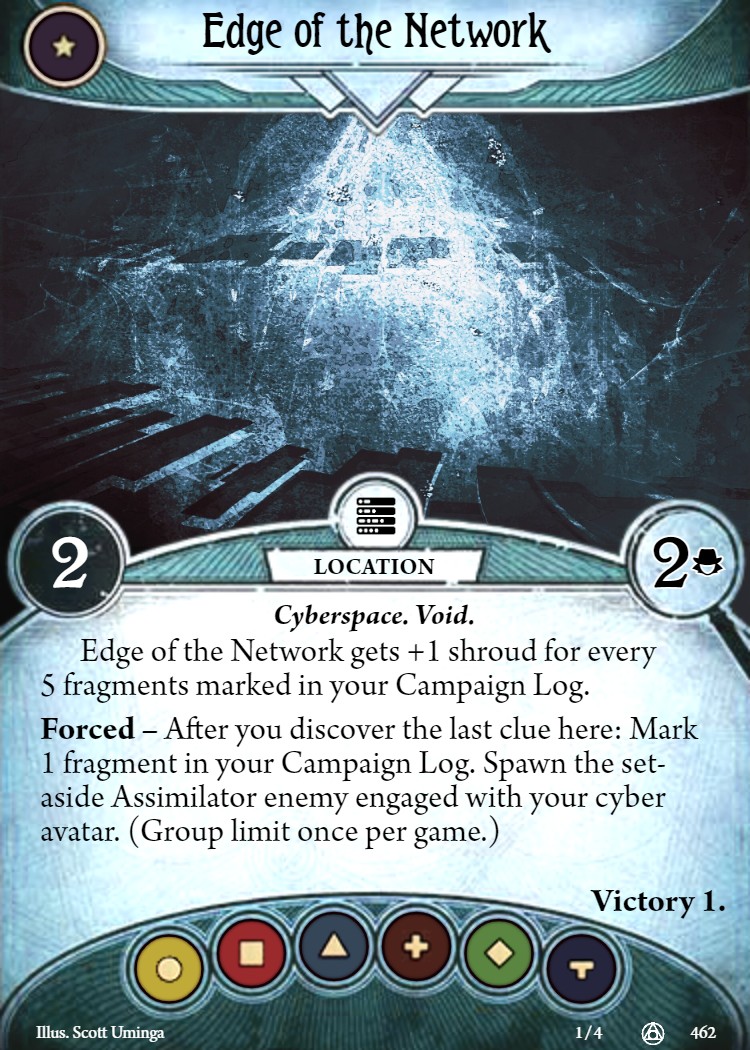 Edge of the Network
2
2
LOCATION
Cyberspace. Void.
Edge of the Network gets +1 shroud for every
5 fragments marked in your Campaign Log.
Forced – After you discover the last clue here: Mark
1 fragment in your Campaign Log. Spawn the set-
aside Assimilator enemy engaged with your cyber
avatar. (Group limit once per game.)
Victory 1.
Illus. Scott Uminga
1/4
462